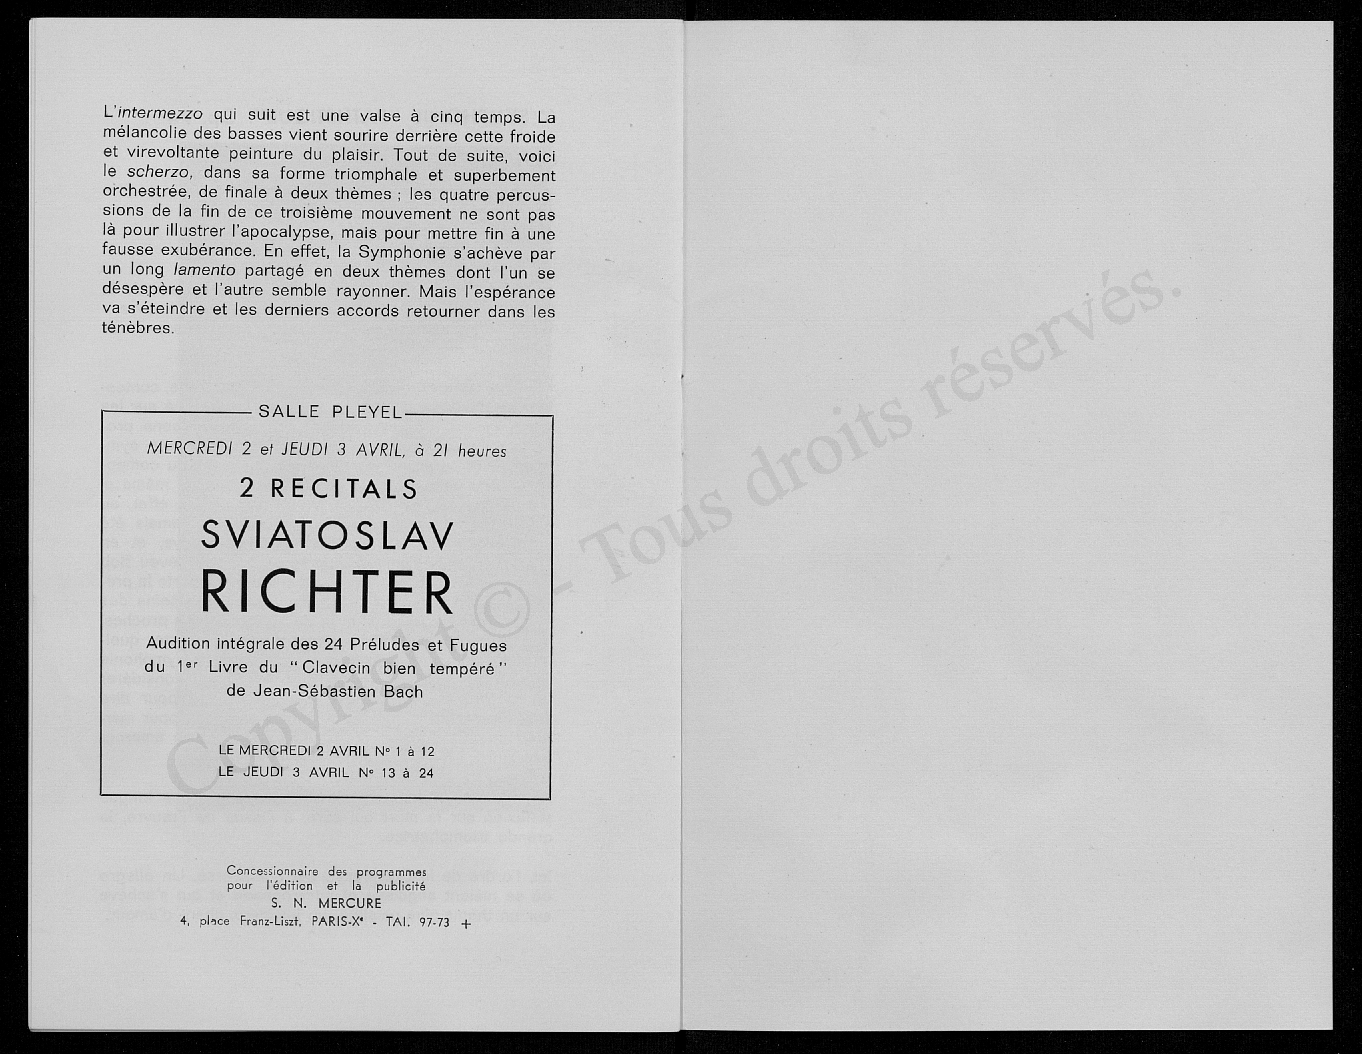 L'intermezzo qui suit est une valse à cinq temps. La
mélancolie des basses vient sourire derrière cette froide
et virevoltante peinture du plaisir. Tout de suite, voici
le scherzo, dans sa forme triomphale et superbement
orchestrée, de finale à deux thèmes ; les quatre percus-
sions de la fin de ce troisième mouvement ne sont pas
là pour illustrer l'apocalypse, mais pour mettre fin à une
fausse exubérance. En effet, la Symphonie s'achève par
un long lamento partagé en deux thèmes dont l'un se
désespère et l'autre semble rayonner. Mais l'espérance
va s'éteindre et les derniers accords retourner dans les
ténèbres.
SALLE PLEYEL
MERCREDI 2 et JEUDI 3 AVRIL, à 21 heures
2 RECITALS
SVIATOSLAV
RICHTER
Audition intégrale des 24 Préludes et Fugues
du 1er Livre du "Clavecin bien tempéré"
de Jean-Sébastien Bach
LE MERCREDI 2 AVRIL No 1 à 12
LE JEUDI 3 AVRIL No 13 à 24
Concessionnaire des programmes
pour l'édition et la publicité
S. N. MERCURE
4, place Franz-Liszt, PARIS-Xe - TAI. 97-73 +
Copyright © - Tous droits réservés.